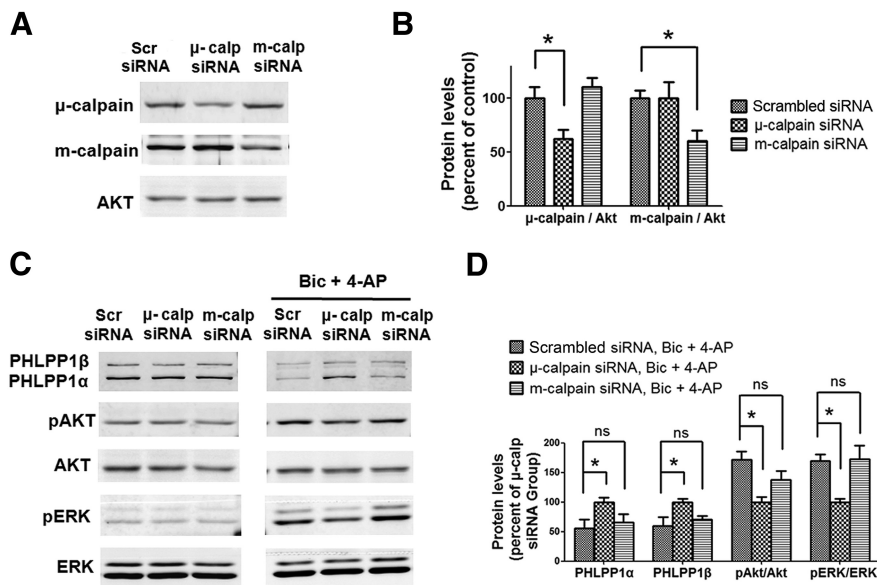 A
Scr siRNA
μ- calp siRNA
m-calp siRNA
μ-calpain
m-calpain
AKT
B
Protein levels
(percent of control)
100
50
0
*
*
μ-calpain / Akt
m-calpain / Akt
Scrambled siRNA
μ-calpain siRNA
m-calpain siRNA
C
Bic + 4-AP
Scr siRNA
μ- calp siRNA
m-calp siRNA
Scr siRNA
μ- calp siRNA
m-calp siRNA
PHLPP1β
PHLPP1α
pAKT
AKT
pERK
ERK
D
Scrambled siRNA, Bic + 4-AP
μ-calpain siRNA, Bic + 4-AP
m-calpain siRNA, Bic + 4-AP
Protein levels
(percent of μ-calp
siRNA Group)
200
150
100
50
0
ns
*
ns
*
ns
*
ns
*
PHLPP1α
PHLPP1β
pAkt/Akt
pERK/ERK